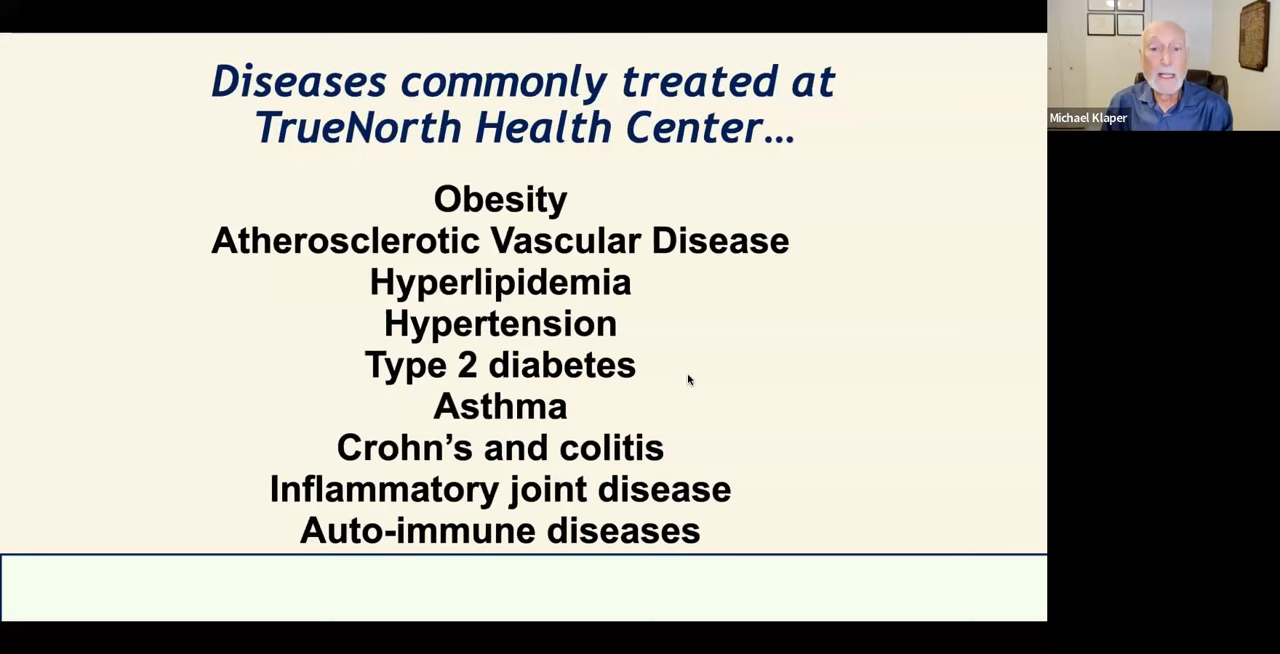 Diseases commonly treated at
TrueNorth Health Center…
Obesity
Atherosclerotic Vascular Disease
Hyperlipidemia
Hypertension
Type 2 diabetes
Asthma
Crohn’s and colitis
Inflammatory joint disease
Auto-immune diseases
Michael Klaper